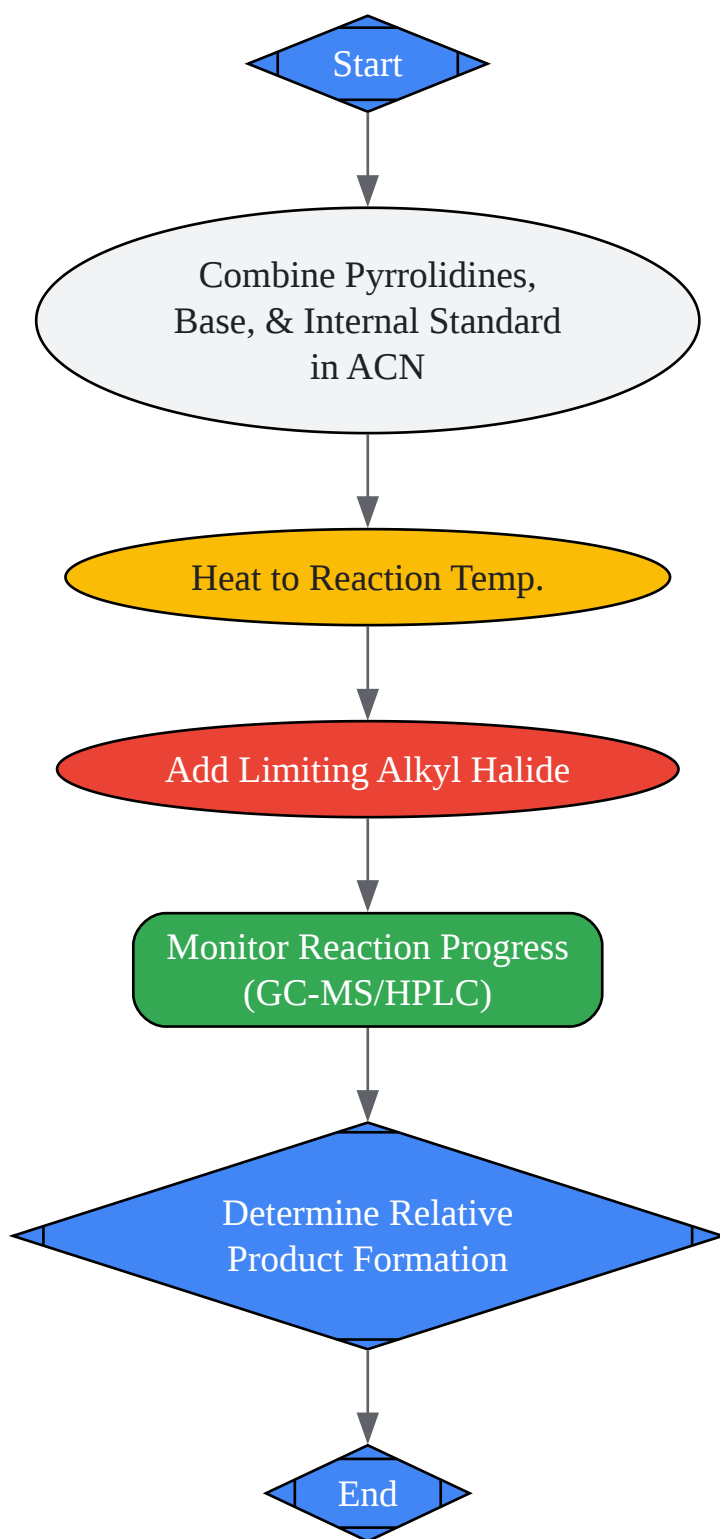 Start
Combine Pyrrolidines,
Base, & Internal Standard
in ACN
Heat to Reaction Temp.
Add Limiting Alkyl Halide
Monitor Reaction Progress
(GC-MS/HPLC)
Determine Relative
Product Formation
End